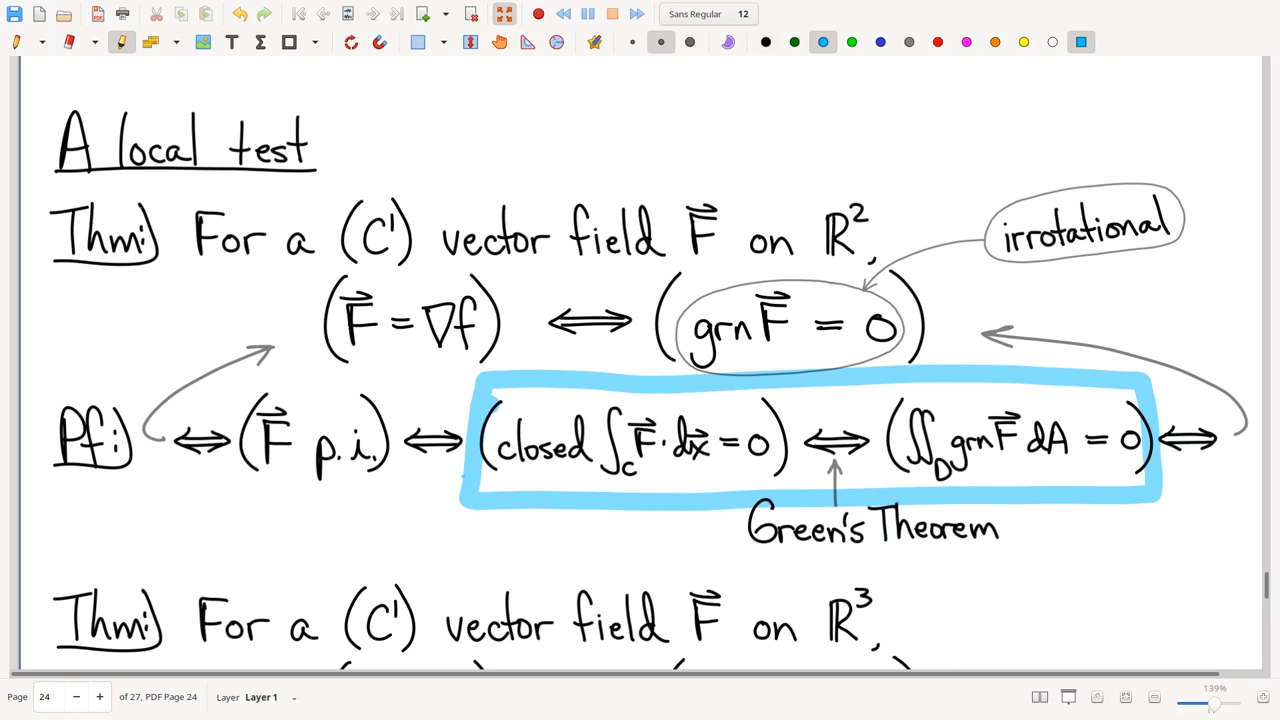 Sans Regular 12
A local test
Thm:) For a (C¹) vector field F⃗ on ℝ²,
irrotational
(F⃗ = ∇f) ⟺ (grn F⃗ = 0)
Pf:) ⟺ (F⃗ p.i.) ⟺ (closed ∫_C F⃗·dx⃗ = 0) ⟺ (∬_D grn F⃗ dA = 0) ⟺
Green's Theorem
Thm:) For a (C¹) vector field F⃗ on ℝ³,
Page 24 − + of 27, PDF Page 24 Layer Layer 1 139%